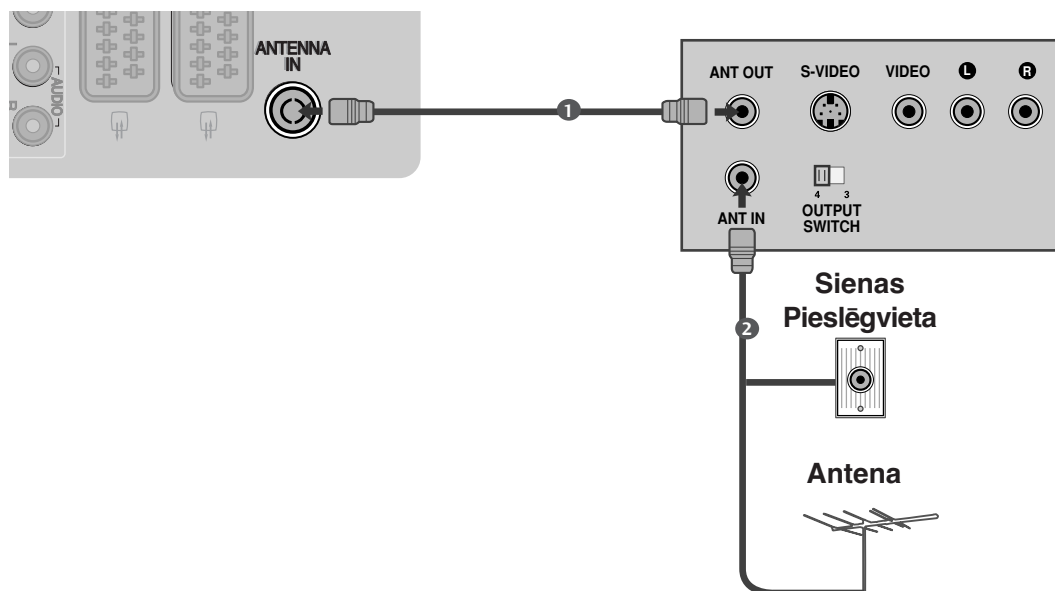 ANTENNA
IN
AUDIO
R
1
ANT OUT
S-VIDEO
VIDEO
L
R
ANT IN
4
3
OUTPUT
SWITCH
2
Sienas
Pieslēgvieta
Antena